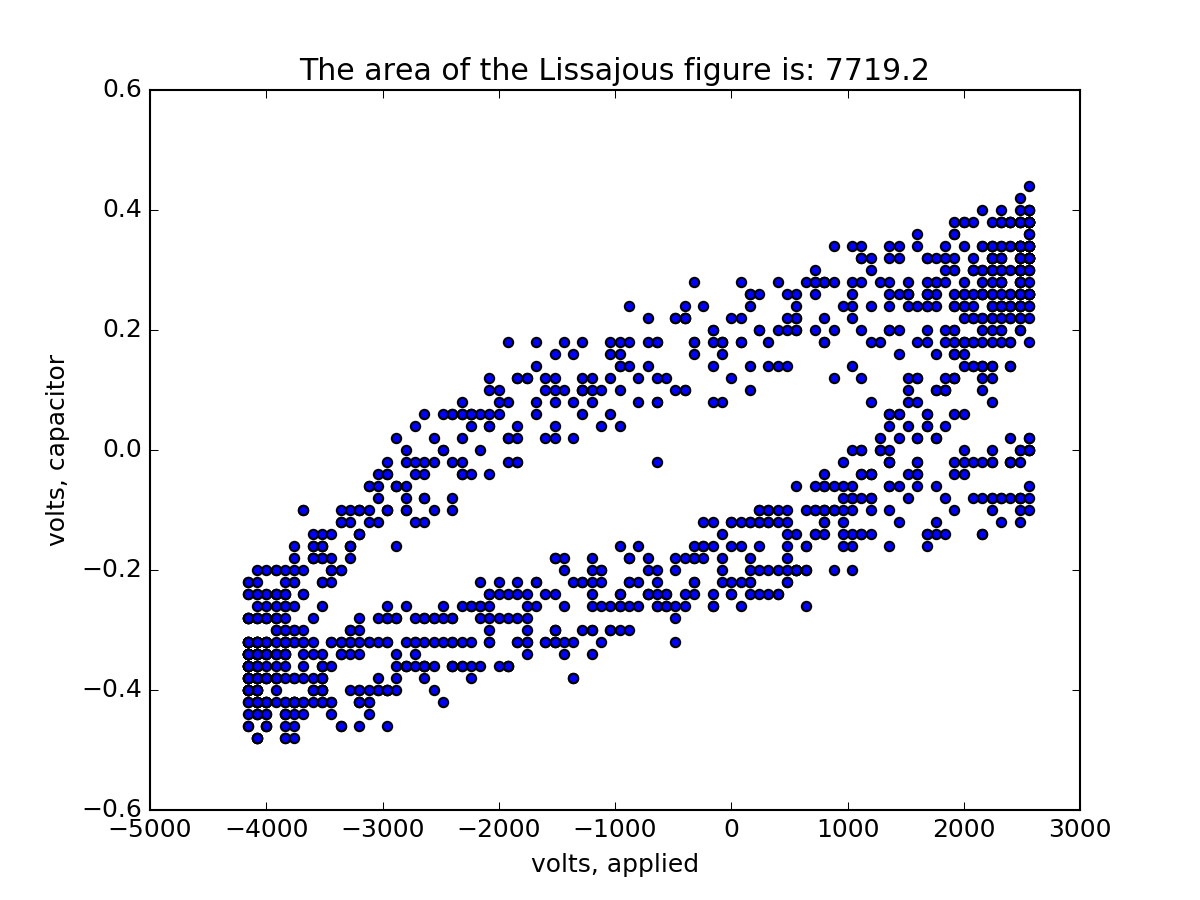 The area of the Lissajous figure is: 7719.2
0.6
0.4
0.2
0.0
−0.2
−0.4
−0.6
−5000 −4000 −3000 −2000 −1000 0 1000 2000 3000
volts, capacitor
volts, applied